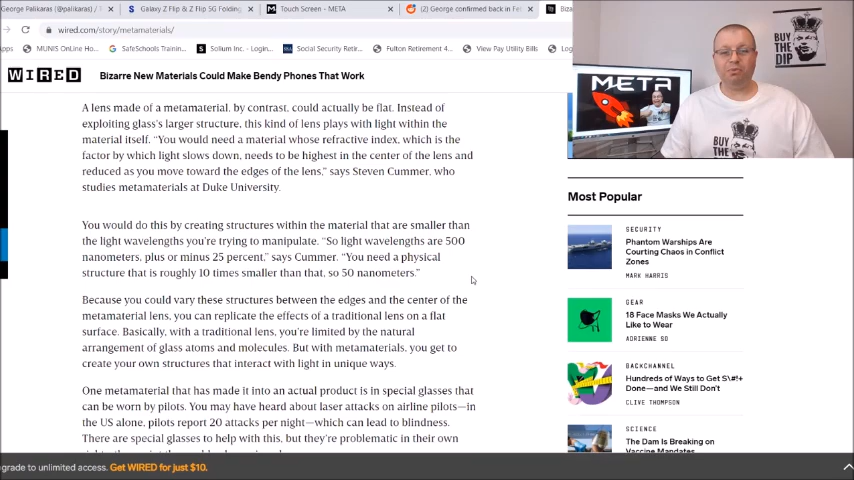 George Palikaras (@palikaras)
Galaxy Z Flip & Z Flip 5G Folding
Touch Screen - META
(2) George confirmed back in Fe
wired.com/story/metamaterials/
MUNIS OnLine Ho...
SafeSchools Training...
Solium Inc. - Login...
Social Security Retir...
Fulton Retirement 4...
View Pay Utility Bills
Log
WIRED
Bizarre New Materials Could Make Bendy Phones That Work
BUY
THE
DIP
META
BUY
THE
A lens made of a metamaterial, by contrast, could actually be flat. Instead of
exploiting glass's larger structure, this kind of lens plays with light within the
material itself. “You would need a material whose refractive index, which is the
factor by which light slows down, needs to be highest in the center of the lens and
reduced as you move toward the edges of the lens,” says Steven Cummer, who
studies metamaterials at Duke University.
You would do this by creating structures within the material that are smaller than
the light wavelengths you're trying to manipulate. “So light wavelengths are 500
nanometers, plus or minus 25 percent,” says Cummer. “You need a physical
structure that is roughly 10 times smaller than that, so 50 nanometers.”
Because you could vary these structures between the edges and the center of the
metamaterial lens, you can replicate the effects of a traditional lens on a flat
surface. Basically, with a traditional lens, you're limited by the natural
arrangement of glass atoms and molecules. But with metamaterials, you get to
create your own structures that interact with light in unique ways.
One metamaterial that has made it into an actual product is in special glasses that
can be worn by pilots. You may have heard about laser attacks on airline pilots—in
the US alone, pilots report 20 attacks per night—which can lead to blindness.
There are special glasses to help with this, but they're problematic in their own
Most Popular
SECURITY
Phantom Warships Are
Courting Chaos in Conflict
Zones
MARK HARRIS
GEAR
18 Face Masks We Actually
Like to Wear
ADRIENNE SO
BACKCHANNEL
Hundreds of Ways to Get S\#!+
Done—and We Still Don't
CLIVE THOMPSON
SCIENCE
The Dam Is Breaking on
Vaccine Mandates
grade to unlimited access. Get WIRED for just $10.